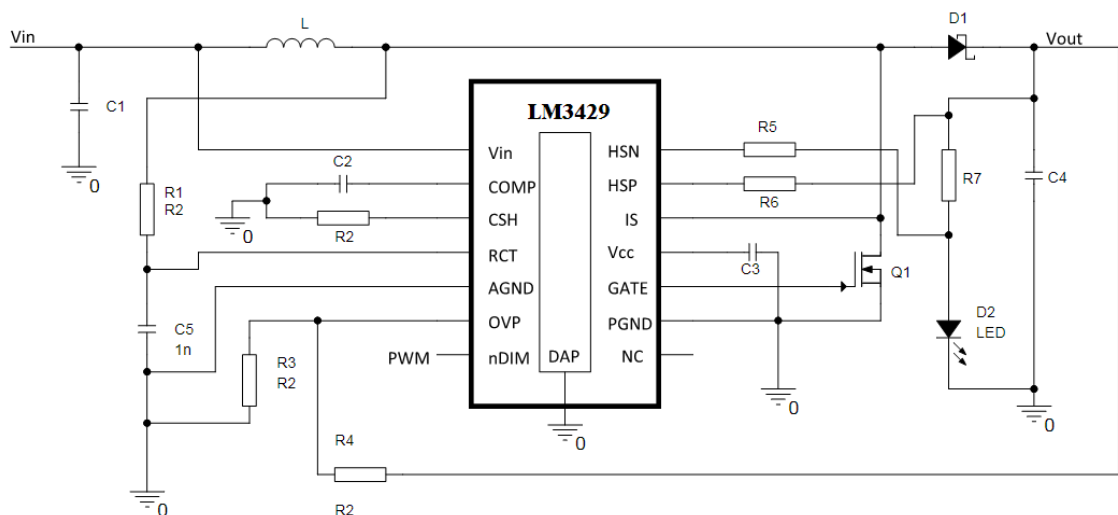 Vin
L
D1
Vout
C1
LM3429
R5
Vin
HSN
C2
COMP
HSP
R7
C4
R1
R2
CSH
IS
R6
0
0
R2
RCT
Vcc
C3
Q1
AGND
GATE
C5
1n
OVP
PGND
D2
LED
R3
R2
PWM
nDIM
DAP
NC
0
0
0
R4
0
R2